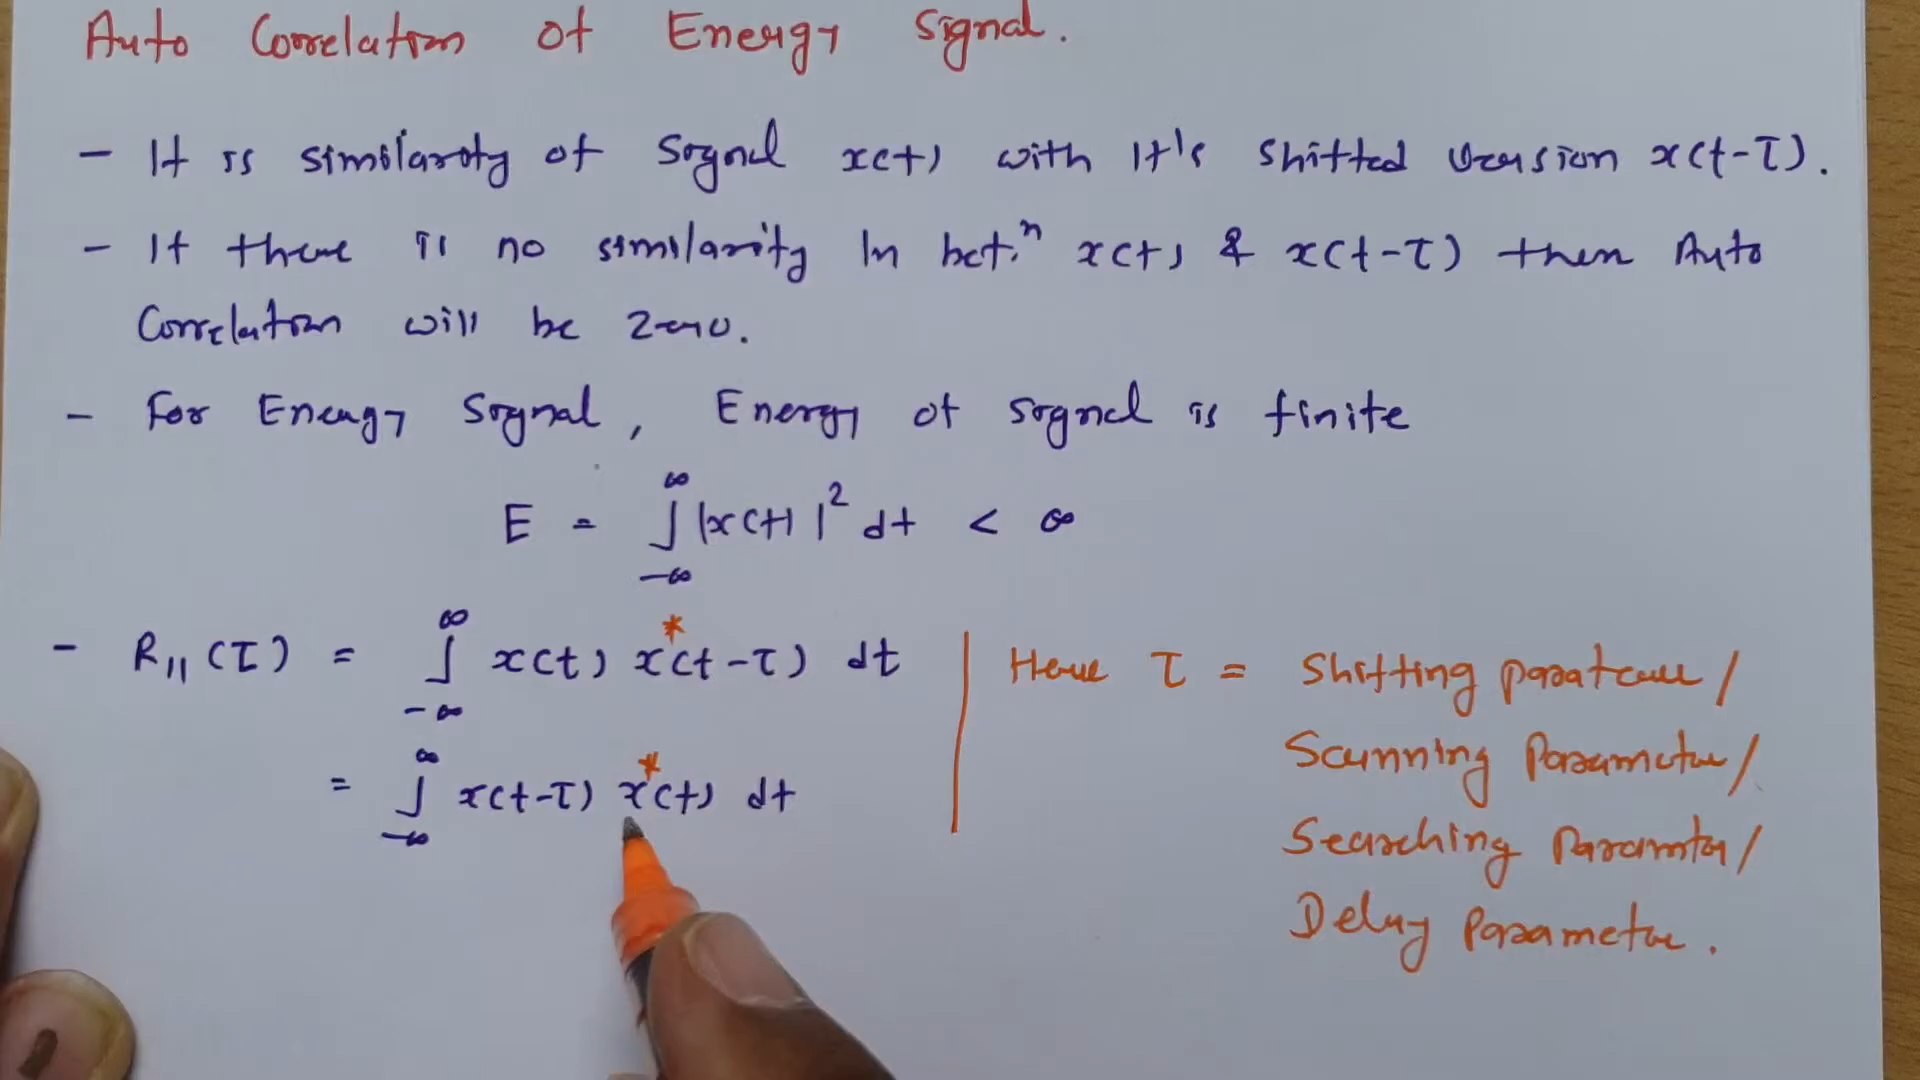 Auto Correlation of Energy Signal.
- It is similarity of Signal x(t) with It's shifted version x(t-τ).
- If there is no similarity In bet.ⁿ x(t) & x(t-τ) then Auto
Correlation will be zero.
- For Energy Signal, Energy of signal is finite
E = ∫_{-∞}^{∞} |x(t)|² dt < ∞
- R₁₁(τ) = ∫_{-∞}^{∞} x(t) x*(t-τ) dt
= ∫_{-∞}^{∞} x(t-τ) x*(t) dt
Here τ = Shifting /
Scanning Parameter /
Searching Parameter /
Delay Parameter.